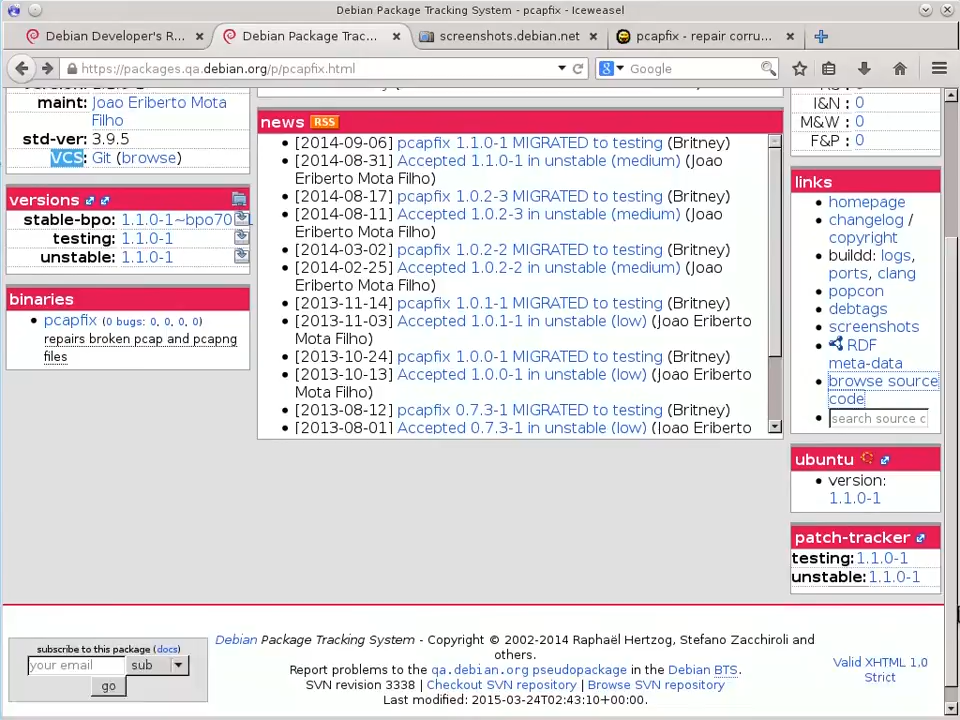 Debian Package Tracking System - pcapfix - Iceweasel
Debian Developer's R...
Debian Package Trac...
screenshots.debian.net
pcapfix - repair corru...
https://packages.qa.debian.org/p/pcapfix.html
Google
maint: Joao Eriberto Mota
Filho
std-ver: 3.9.5
VCS: Git (browse)
versions
stable-bpo: 1.1.0-1~bpo70
testing: 1.1.0-1
unstable: 1.1.0-1
binaries
pcapfix (0 bugs: 0, 0, 0, 0)
repairs broken pcap and pcapng
files
news RSS
[2014-09-06] pcapfix 1.1.0-1 MIGRATED to testing (Britney)
[2014-08-31] Accepted 1.1.0-1 in unstable (medium) (Joao
Eriberto Mota Filho)
[2014-08-17] pcapfix 1.0.2-3 MIGRATED to testing (Britney)
[2014-08-11] Accepted 1.0.2-3 in unstable (medium) (Joao
Eriberto Mota Filho)
[2014-03-02] pcapfix 1.0.2-2 MIGRATED to testing (Britney)
[2014-02-25] Accepted 1.0.2-2 in unstable (medium) (Joao
Eriberto Mota Filho)
[2013-11-14] pcapfix 1.0.1-1 MIGRATED to testing (Britney)
[2013-11-03] Accepted 1.0.1-1 in unstable (low) (Joao Eriberto
Mota Filho)
[2013-10-24] pcapfix 1.0.0-1 MIGRATED to testing (Britney)
[2013-10-13] Accepted 1.0.0-1 in unstable (low) (Joao Eriberto
Mota Filho)
[2013-08-12] pcapfix 0.7.3-1 MIGRATED to testing (Britney)
[2013-08-01] Accepted 0.7.3-1 in unstable (low) (Joao Eriberto
I&N : 0
M&W : 0
F&P : 0
links
homepage
changelog /
copyright
buildd: logs,
ports, clang
popcon
debtags
screenshots
RDF
meta-data
browse source
code
search source c
ubuntu
version:
1.1.0-1
patch-tracker
testing: 1.1.0-1
unstable: 1.1.0-1
subscribe to this package (docs)
your email sub
go
Debian Package Tracking System - Copyright © 2002-2014 Raphaël Hertzog, Stefano Zacchiroli and
others.
Report problems to the qa.debian.org pseudopackage in the Debian BTS.
SVN revision 3338 | Checkout SVN repository | Browse SVN repository
Last modified: 2015-03-24T02:43:10+00:00.
Valid XHTML 1.0
Strict